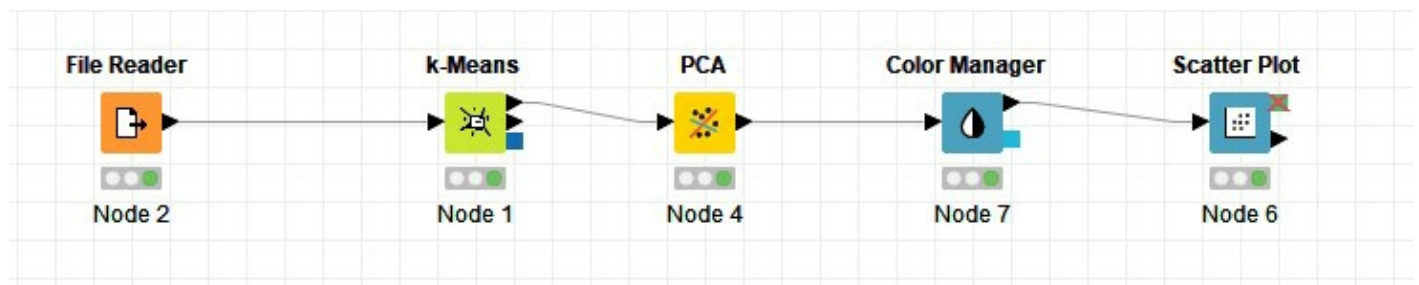 File Reader
k-Means
PCA
Color Manager
Scatter Plot
Node 2
Node 1
Node 4
Node 7
Node 6